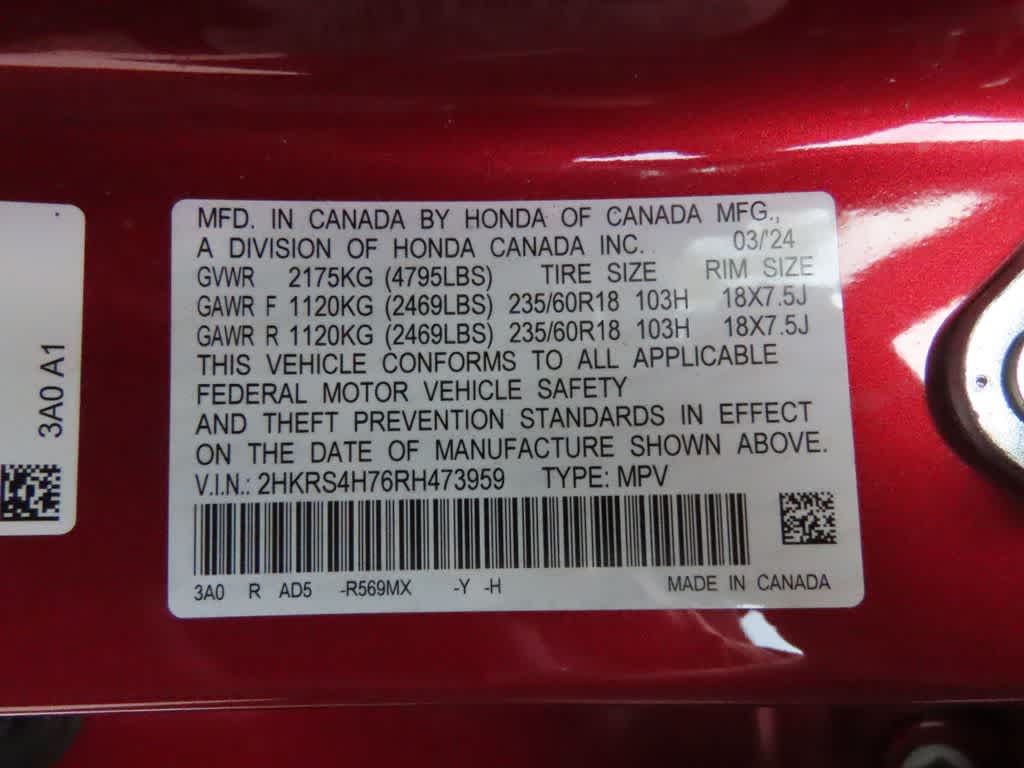 MFD. IN CANADA BY HONDA OF CANADA MFG.,
A DIVISION OF HONDA CANADA INC. 03/'24
GVWR 2175KG (4795LBS) TIRE SIZE RIM SIZE
GAWR F 1120KG (2469LBS) 235/60R18 103H 18X7.5J
GAWR R 1120KG (2469LBS) 235/60R18 103H 18X7.5J
THIS VEHICLE CONFORMS TO ALL APPLICABLE
FEDERAL MOTOR VEHICLE SAFETY
AND THEFT PREVENTION STANDARDS IN EFFECT
ON THE DATE OF MANUFACTURE SHOWN ABOVE.
V.I.N.: 2HKRS4H76RH473959 TYPE: MPV
3A0 R AD5 -R569MX -Y -H MADE IN CANADA
3A0 A1